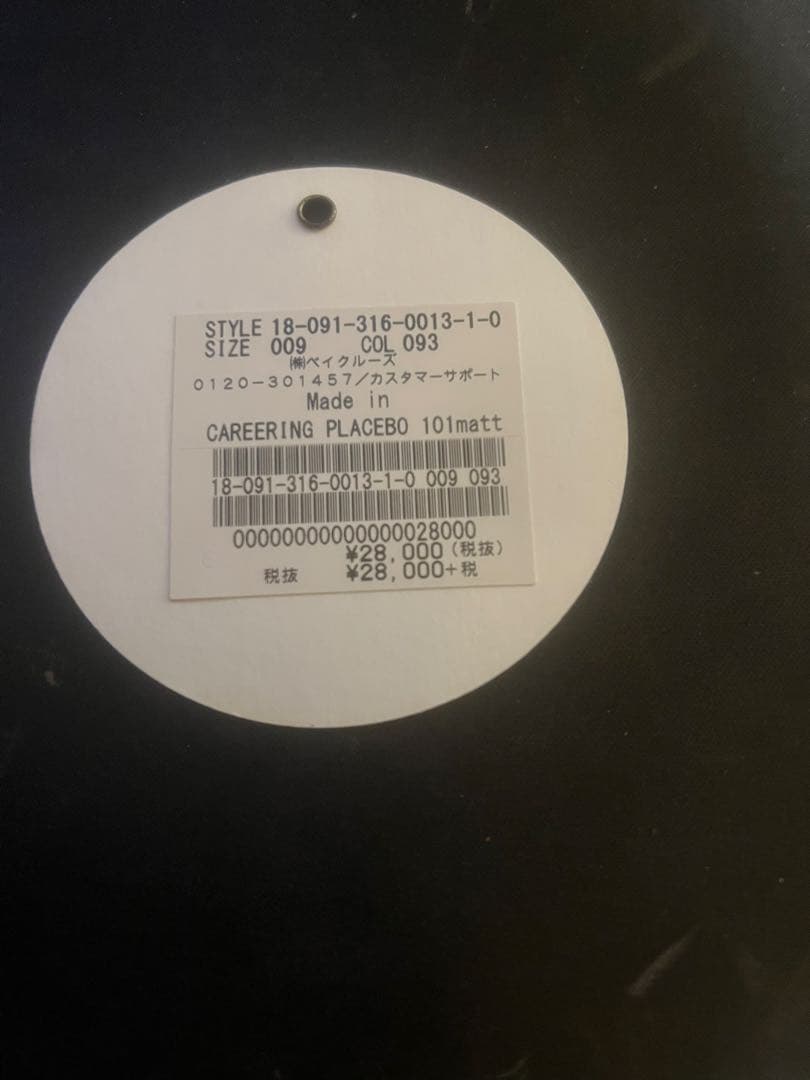 STYLE 18-091-316-0013-1-0
SIZE 009 COL 093
㈱ベイクルーズ
0120-301457/カスタマーサポート
Made in
CAREERING PLACEBO 101matt
18-091-316-0013-1-0 009 093
00000000000000028000
¥28,000(税抜)
税抜 ¥28,000+税